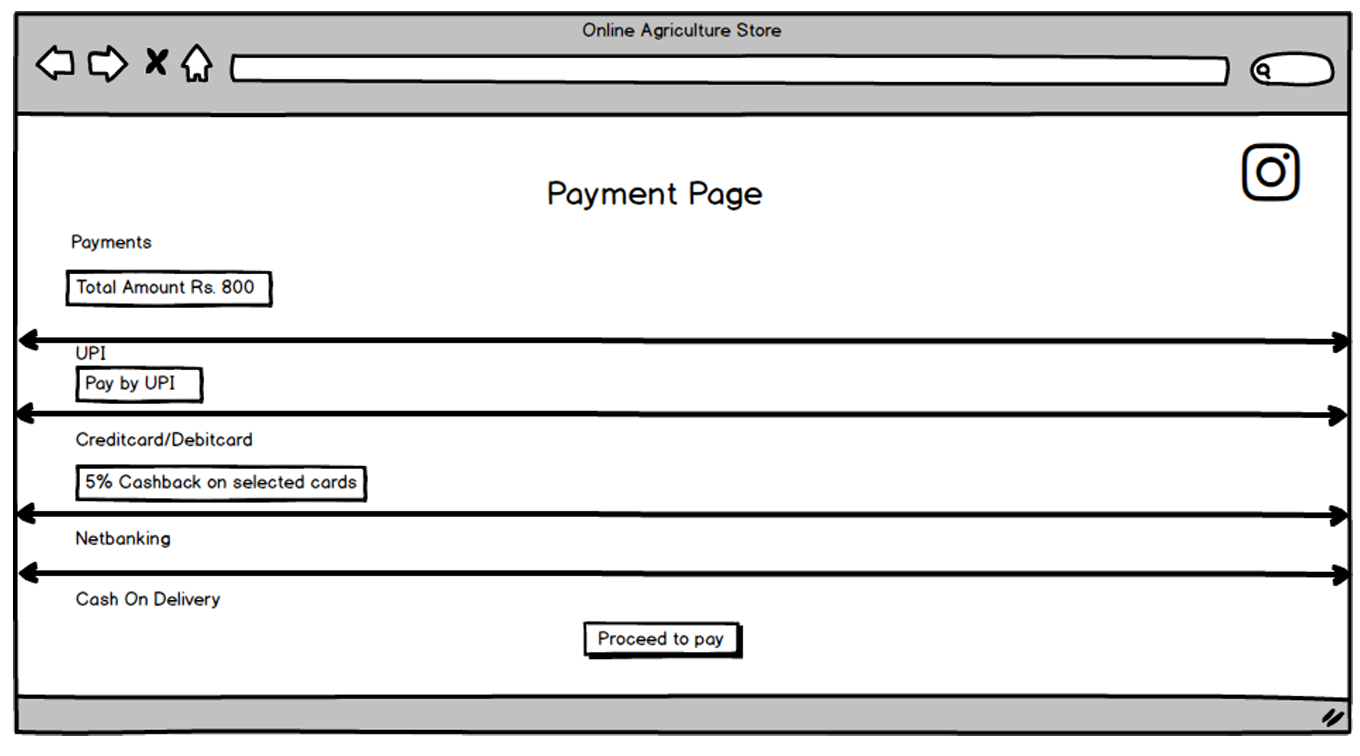 Online Agriculture Store
Payment Page
Payments
Total Amount Rs. 800
UPI
Pay by UPI
Creditcard/Debitcard
5% Cashback on selected cards
Netbanking
Cash On Delivery
Proceed to pay